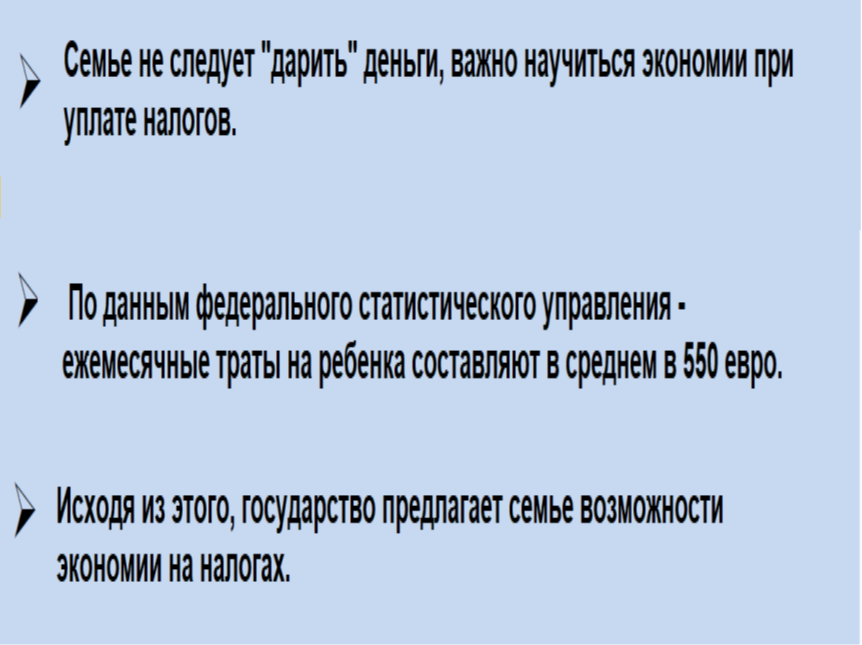 Семье не следует "дарить" деньги, важно научиться экономии при
уплате налогов.
По данным федерального статистического управления -
ежемесячные траты на ребенка составляют в среднем в 550 евро.
Исходя из этого, государство предлагает семье возможности
экономии на налогах.